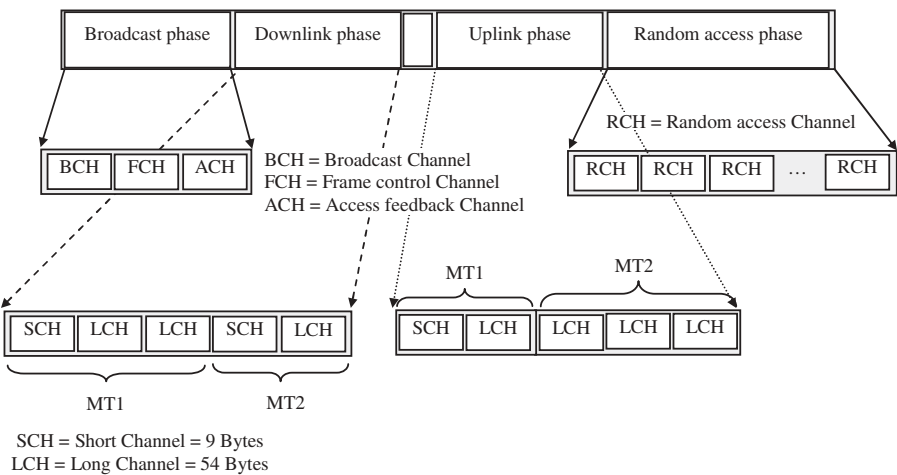 Broadcast phase Downlink phase Uplink phase Random access phase
RCH = Random access Channel
BCH FCH ACH
BCH = Broadcast Channel
FCH = Frame control Channel
ACH = Access feedback Channel
RCH RCH RCH … RCH
MT1 MT2
SCH LCH LCH SCH LCH
SCH LCH LCH LCH LCH
MT1 MT2
SCH = Short Channel = 9 Bytes
LCH = Long Channel = 54 Bytes